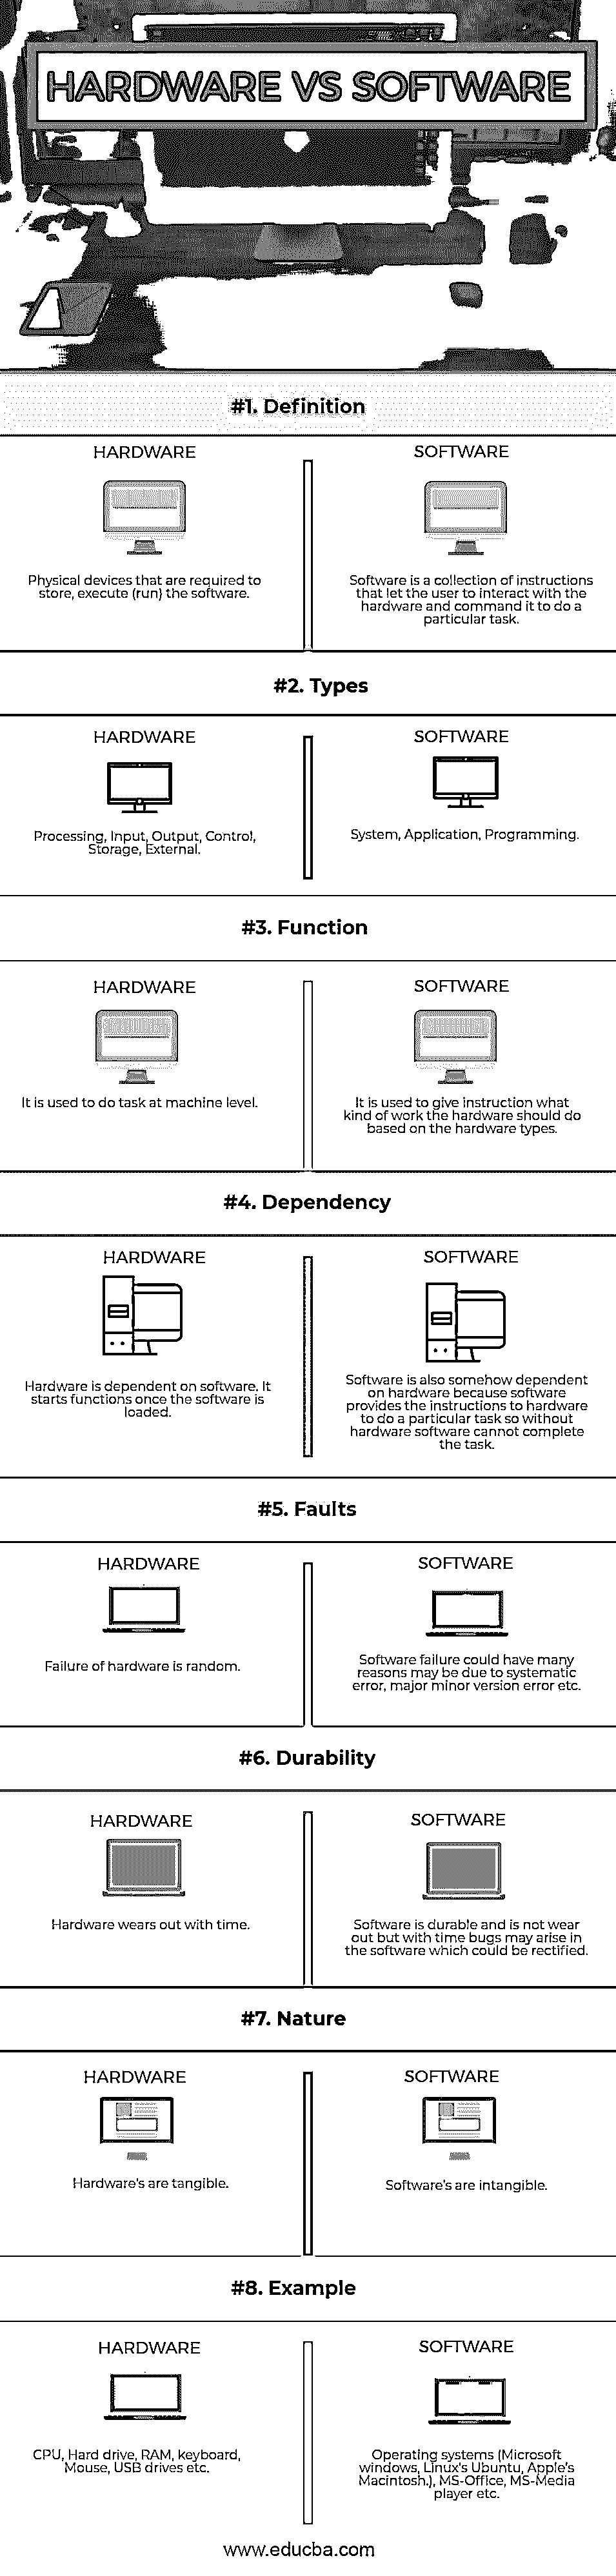 HARDWARE VS SOFTWARE
#1. Definition
HARDWARE
Physical devices that are required to
store, execute (run) the software.
SOFTWARE
Software is a collection of instructions
that let the user to interact with the
hardware and command it to do a
particular task.
#2. Types
HARDWARE
Processing, Input, Output, Control,
Storage, External.
SOFTWARE
System, Application, Programming.
#3. Function
HARDWARE
It is used to do task at machine level.
SOFTWARE
It is used to give instruction what
kind of work the hardware should do
based on the hardware types.
#4. Dependency
HARDWARE
Hardware is dependent on software. It
starts functions once the software is
loaded.
SOFTWARE
Software is also somehow dependent
on hardware because software
provides the instructions to hardware
to do a particular task so without
hardware software cannot complete
the task.
#5. Faults
HARDWARE
Failure of hardware is random.
SOFTWARE
Software failure could have many
reasons may be due to systematic
error, major minor version error etc.
#6. Durability
HARDWARE
Hardware wears out with time.
SOFTWARE
Software is durable and is not wear
out but with time bugs may arise in
the software which could be rectified.
#7. Nature
HARDWARE
Hardware's are tangible.
SOFTWARE
Software's are intangible.
#8. Example
HARDWARE
CPU, Hard drive, RAM, keyboard,
Mouse, USB drives etc.
SOFTWARE
Operating systems (Microsoft
windows, Linux's Ubuntu, Apple's
Macintosh.), MS-Office, MS-Media
player etc.
www.educba.com